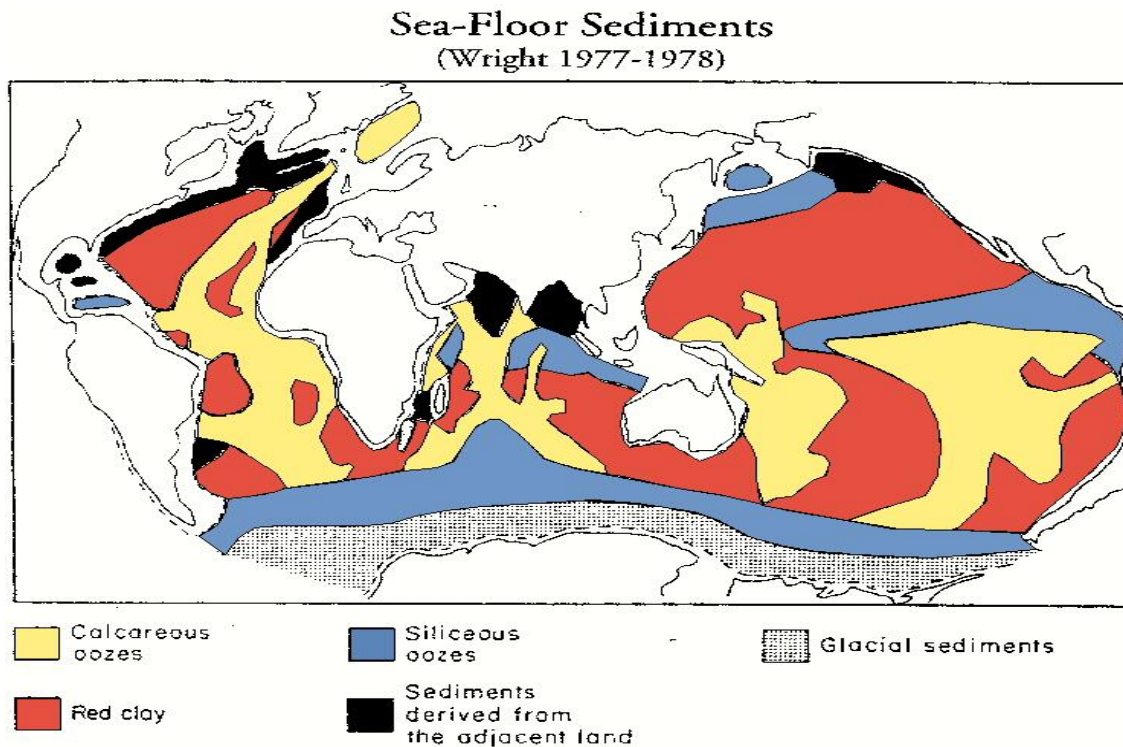 Sea-Floor Sediments
(Wright 1977-1978)
Calcareous
oozes
Siliceous
oozes
Glacial sediments
Red clay
Sediments
derived from
the adjacent land